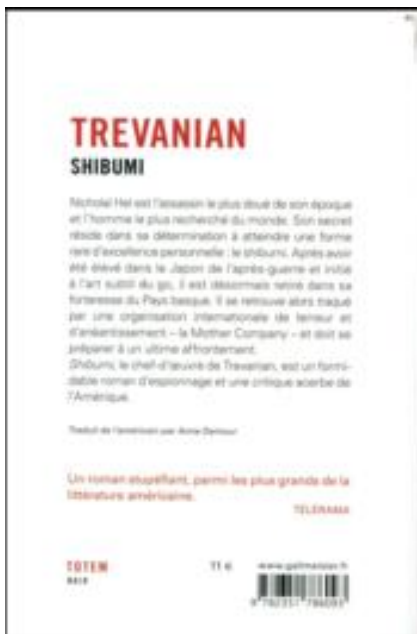 TREVANIAN
SHIBUMI
Nicholaï Hel est l'assassin le plus doué de son époque
et l'homme le plus recherché du monde. Son secret
réside dans sa détermination à atteindre une forme
rare d'excellence personnelle : le shibumi. Après avoir
été élevé dans le Japon de l'après-guerre et initié
à l'art subtil du go, il est désormais retiré dans sa
forteresse du Pays basque. Il se retrouve alors traqué
par une organisation internationale de terreur et
d'anéantissement – la Mother Company – et doit se
préparer à un ultime affrontement.
Shibumi, le chef-d'œuvre de Trevanian, est un formi-
dable roman d'espionnage et une critique acerbe de
l'Amérique.
Traduit de l'américain par Anne Damour
Un roman stupéfiant, parmi les plus grands de la
littérature américaine.
TÉLÉRAMA
TOTEM
11 €
www.gallmeister.fr